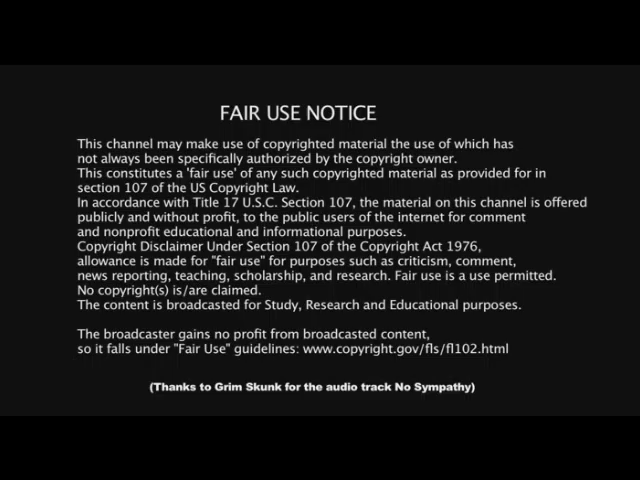 FAIR USE NOTICE
This channel may make use of copyrighted material the use of which has
not always been specifically authorized by the copyright owner.
This constitutes a 'fair use' of any such copyrighted material as provided for in
section 107 of the US Copyright Law.
In accordance with Title 17 U.S.C. Section 107, the material on this channel is offered
publicly and without profit, to the public users of the internet for comment
and nonprofit educational and informational purposes.
Copyright Disclaimer Under Section 107 of the Copyright Act 1976,
allowance is made for "fair use" for purposes such as criticism, comment,
news reporting, teaching, scholarship, and research. Fair use is a use permitted.
No copyright(s) is/are claimed.
The content is broadcasted for Study, Research and Educational purposes.
The broadcaster gains no profit from broadcasted content,
so it falls under "Fair Use" guidelines: www.copyright.gov/fls/fl102.html
(Thanks to Grim Skunk for the audio track No Sympathy)